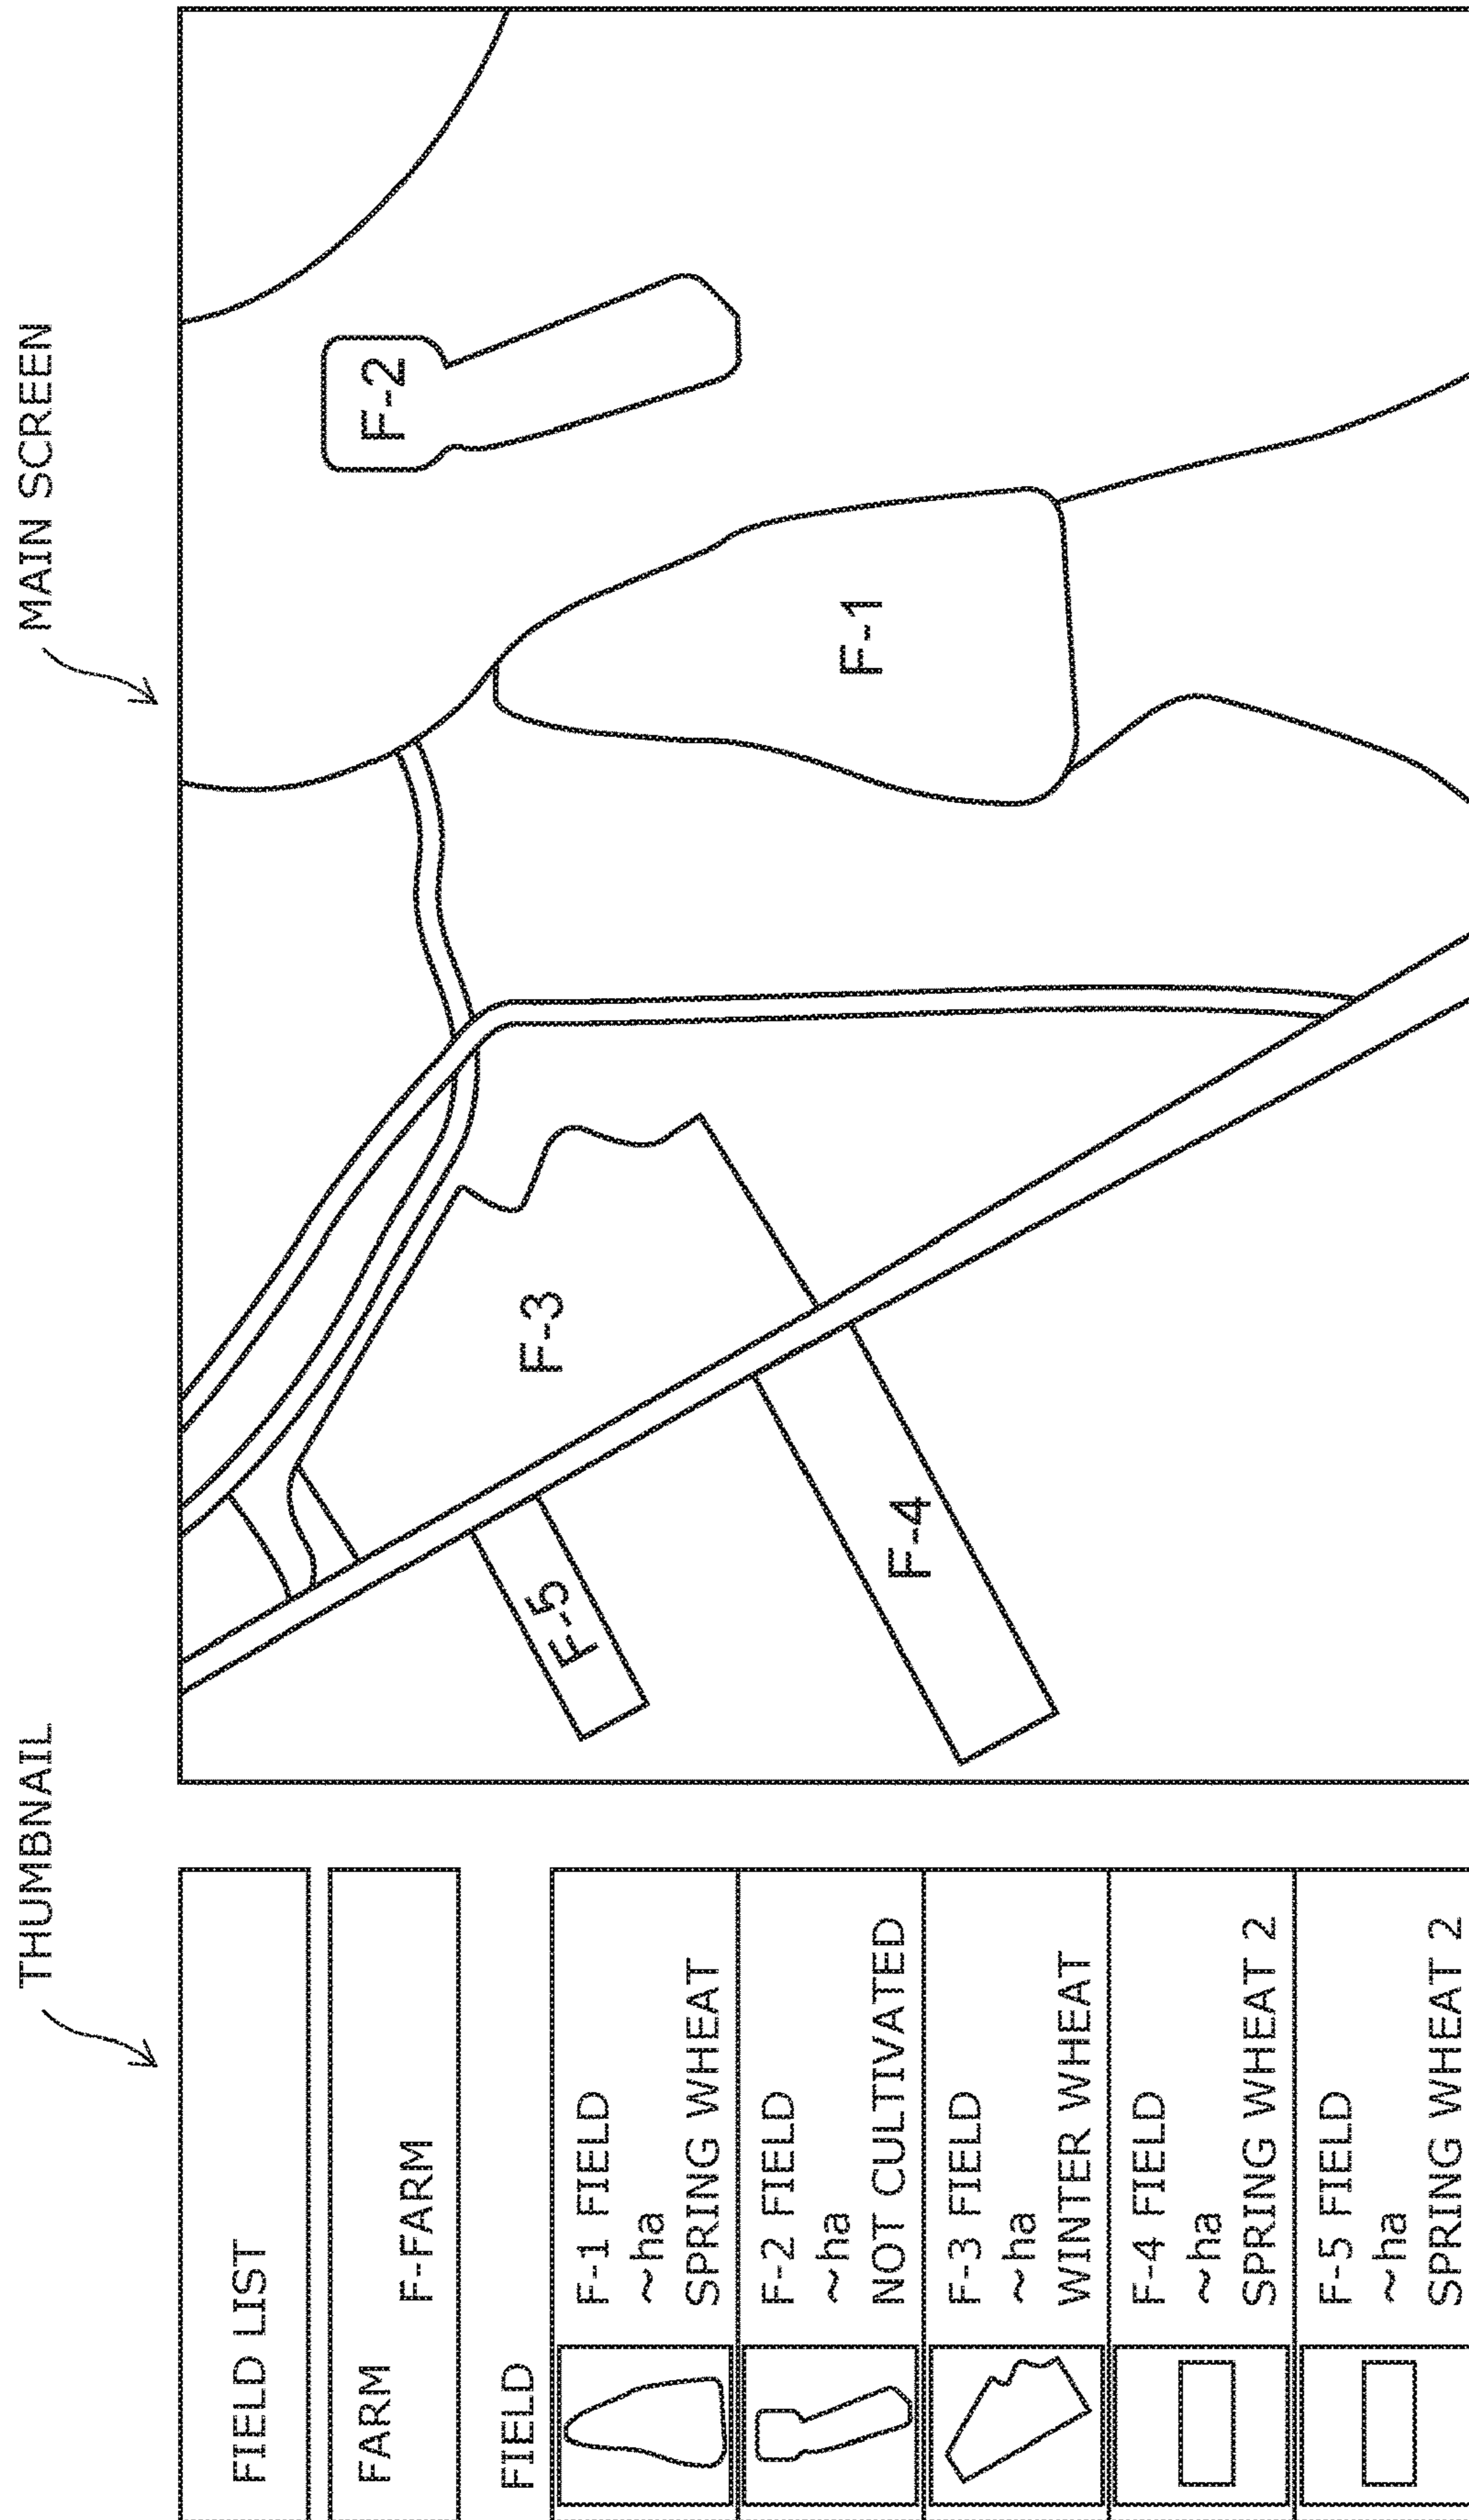 THUMBNAIL
MAIN SCREEN
FIELD LIST
FARM
F-FARM
FIELD
F-1 FIELD
~ha
SPRING WHEAT
F-2 FIELD
~ha
NOT CULTIVATED
F-3 FIELD
~ha
WINTER WHEAT
F-4 FIELD
~ha
SPRING WHEAT 2
F-5 FIELD
~ha
SPRING WHEAT 2
F-2
F-5
F-3
F-1
F-4